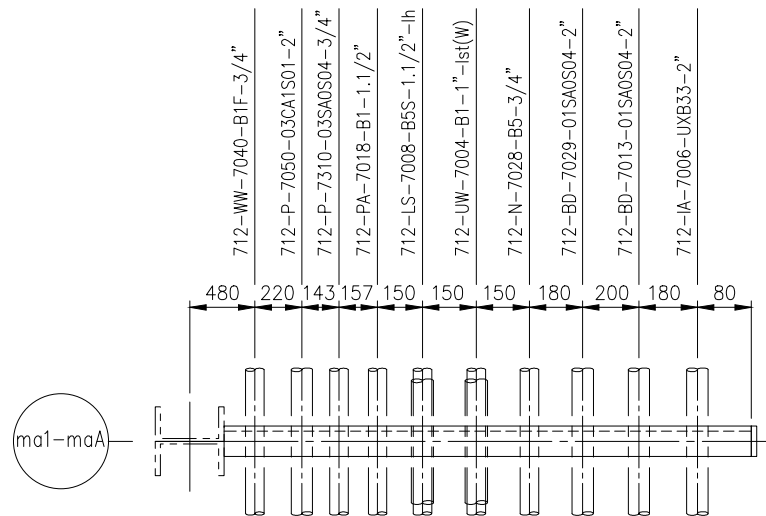 712-WW-7040-B1F-3/4"
712-P-7050-03CA1S01-2"
712-P-7310-03SA0S04-3/4"
712-PA-7018-B1-1.1/2"
712-LS-7008-B5S-1.1/2"-Ih
712-UW-7004-B1-1"-Ist(W)
712-N-7028-B5-3/4"
712-BD-7029-01SA0S04-2"
712-BD-7013-01SA0S04-2"
712-IA-7006-UXB33-2"
480 220 143 157 150 150 150 180 200 180 80
ma1-maA